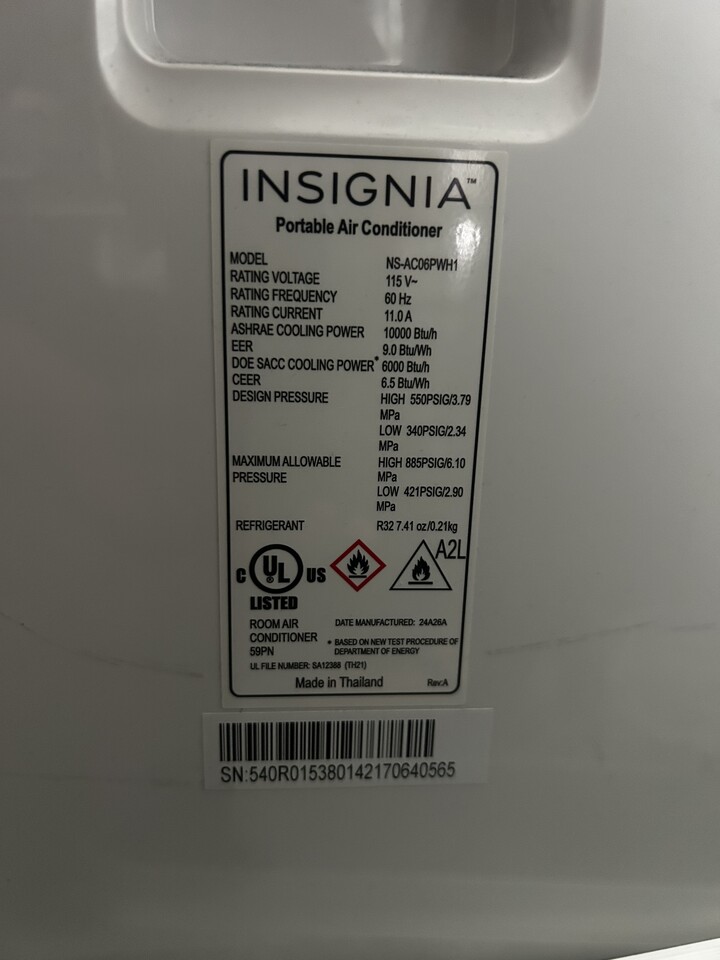 INSIGNIA™
Portable Air Conditioner
MODEL NS-AC06PWH1
RATING VOLTAGE 115 V~
RATING FREQUENCY 60 Hz
RATING CURRENT 11.0 A
ASHRAE COOLING POWER 10000 Btu/h
EER 9.0 Btu/Wh
DOE SACC COOLING POWER* 6000 Btu/h
CEER 6.5 Btu/Wh
DESIGN PRESSURE HIGH 550PSIG/3.79
MPa
LOW 340PSIG/2.34
MPa
MAXIMUM ALLOWABLE HIGH 885PSIG/6.10
PRESSURE MPa
LOW 421PSIG/2.90
MPa
REFRIGERANT R32 7.41 oz/0.21kg
C UL® US A2L
LISTED
ROOM AIR DATE MANUFACTURED: 24A26A
CONDITIONER * BASED ON NEW TEST PROCEDURE OF
59PN DEPARTMENT OF ENERGY
UL FILE NUMBER: SA12388 (TH21)
Made in Thailand Rev:A
SN:540R01538014217064​0565